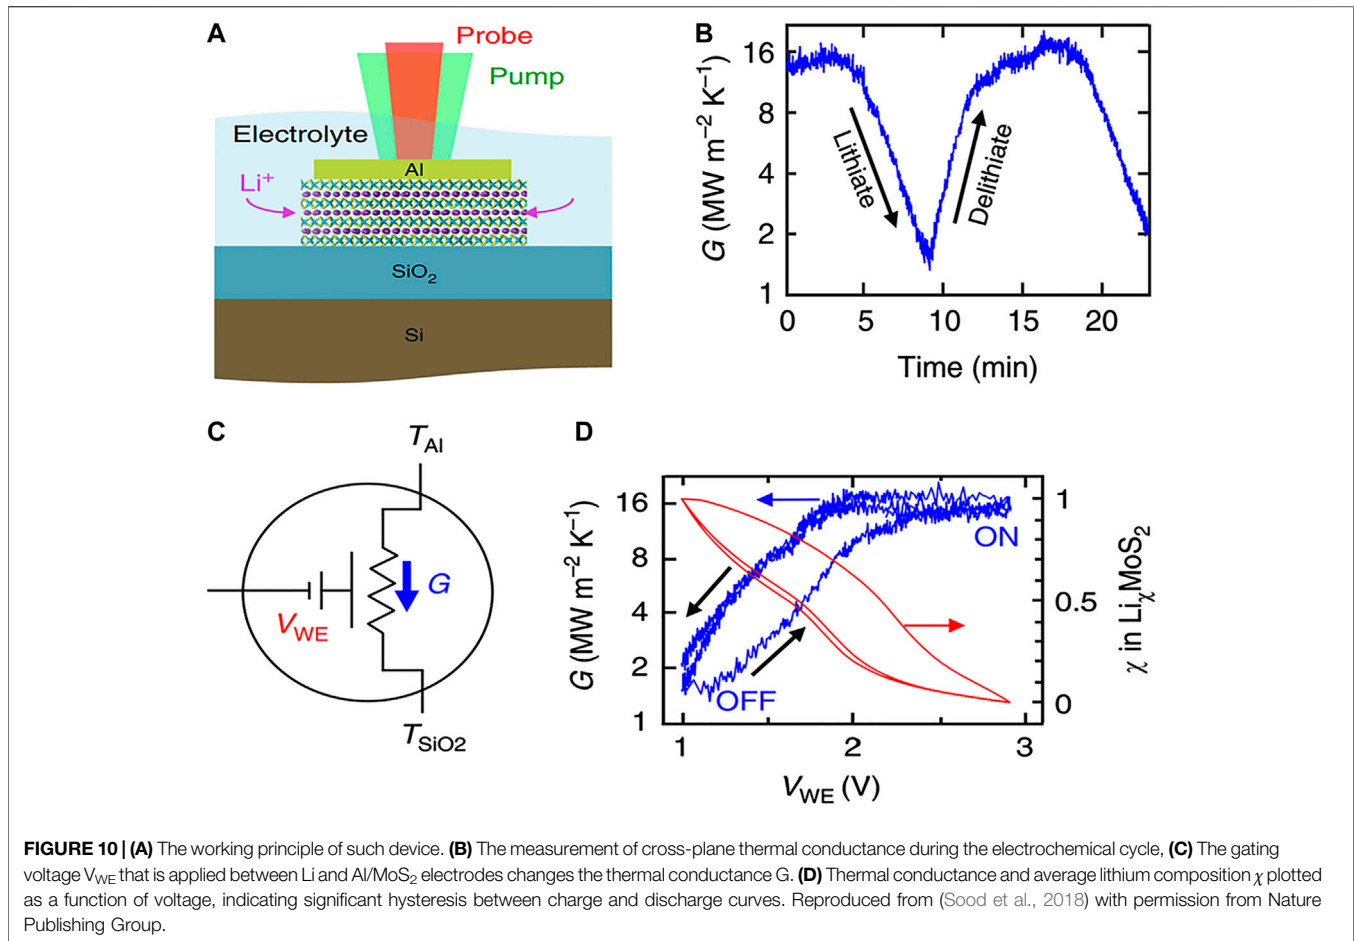 A
Probe
Pump
Electrolyte
Al
Li⁺
SiO₂
Si
B
G (MW m⁻² K⁻¹)
16
8
4
2
1
Lithiate
Delithiate
0 5 10 15 20
Time (min)
C
T_Al
V_WE
G
T_SiO2
D
G (MW m⁻² K⁻¹)
16
8
4
2
1
ON
OFF
1
0.5
0
χ in Li_χMoS₂
1 2 3
V_WE (V)
FIGURE 10 | (A) The working principle of such device. (B) The measurement of cross-plane thermal conductance during the electrochemical cycle, (C) The gating
voltage V_WE that is applied between Li and Al/MoS₂ electrodes changes the thermal conductance G. (D) Thermal conductance and average lithium composition χ plotted
as a function of voltage, indicating significant hysteresis between charge and discharge curves. Reproduced from (Sood et al., 2018) with permission from Nature
Publishing Group.